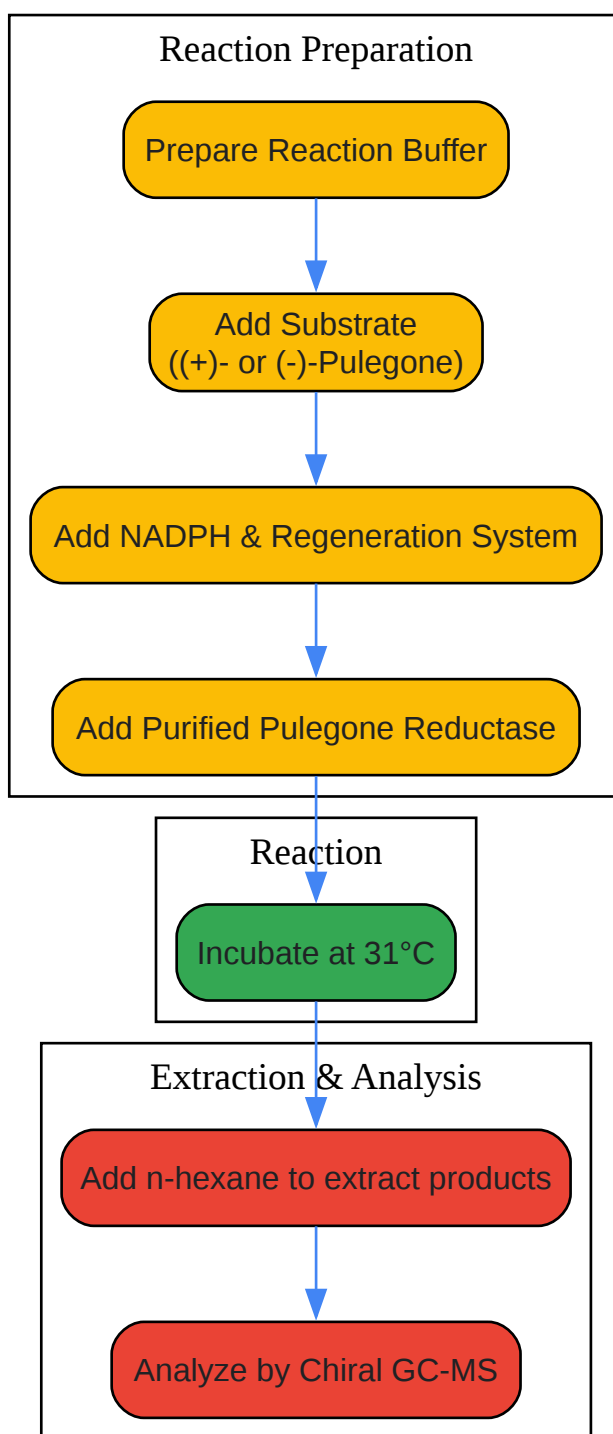 Reaction Preparation
Prepare Reaction Buffer
Add Substrate
((+)- or (-)-Pulegone)
Add NADPH & Regeneration System
Add Purified Pulegone Reductase
Reaction
Incubate at 31°C
Extraction & Analysis
Add n-hexane to extract products
Analyze by Chiral GC-MS